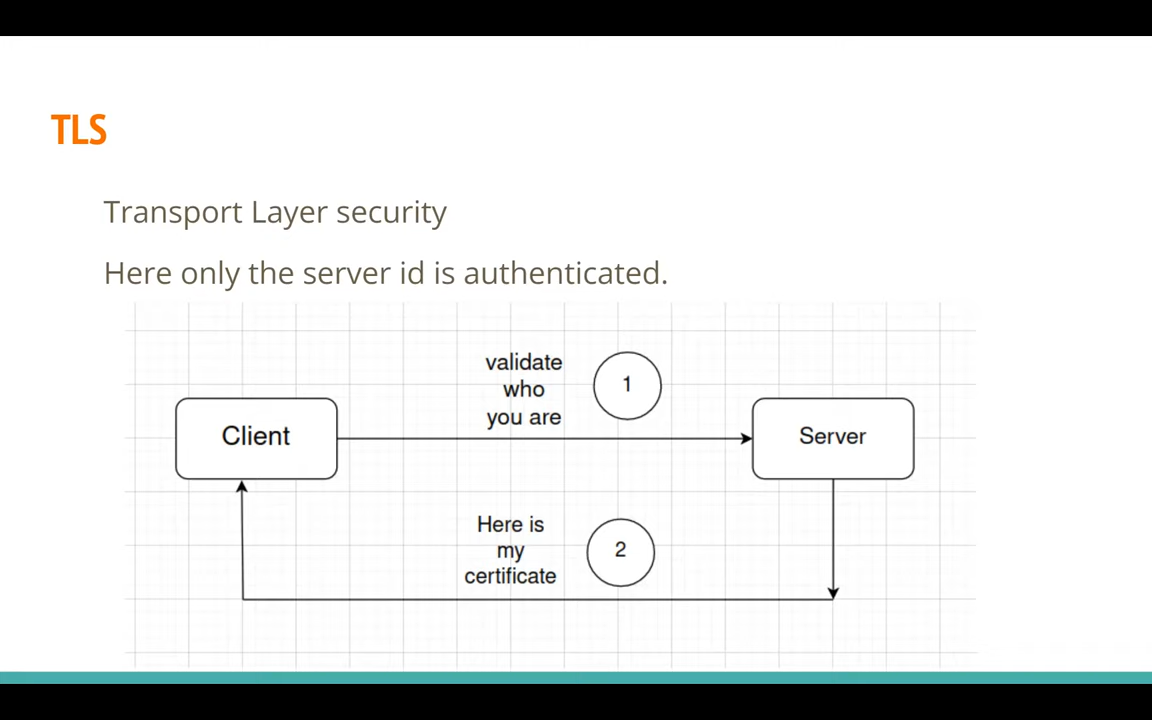 TLS
Transport Layer security
Here only the server id is authenticated.
validate
who
you are
1
Client
Server
Here is
my
certificate
2